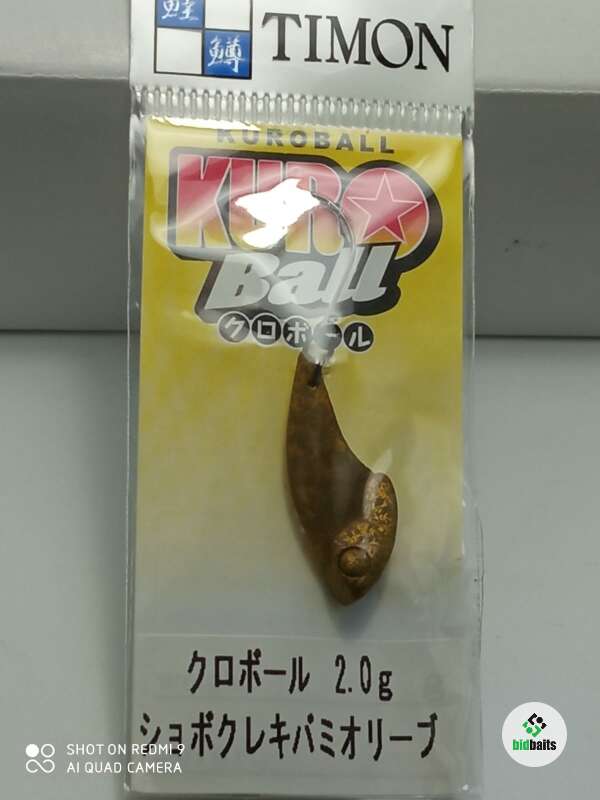 鮭
鱒
TIMON
KUROBALL
KURO
Ball
クロボール
クロボール 2.0g
ショボクレキバミオリーブ
SHOT ON REDMI 9
AI QUAD CAMERA
bidbaits